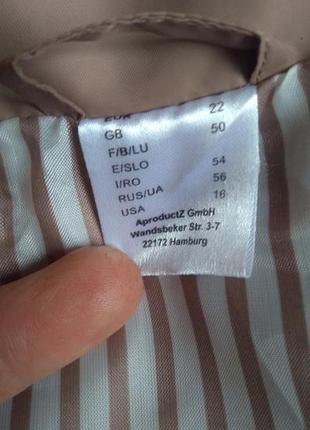 EUR
GB 22
F/B/LU 50
E/SLO
I/RO 54
RUS/UA 56
USA 16
AproductZ GmbH
Wandsbeker Str. 3-7
22172 Hamburg